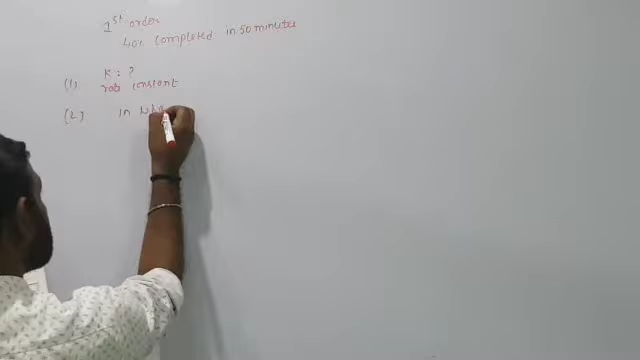 1st order
40% completed in 50 minutes
(1) K = ?
rate constant
(2) in